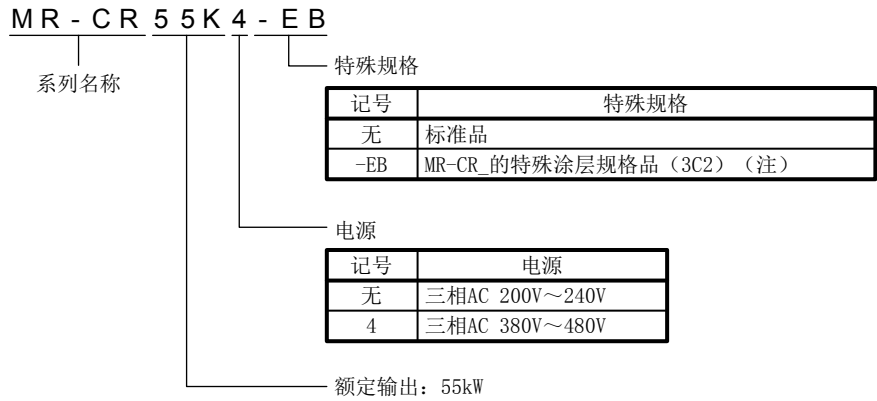 MR-CR55K4-EB
系列名称
特殊规格
记号 特殊规格
无 标准品
-EB MR-CR_的特殊涂层规格品（3C2）（注）
电源
记号 电源
无 三相AC 200V～240V
4 三相AC 380V～480V
额定输出：55kW